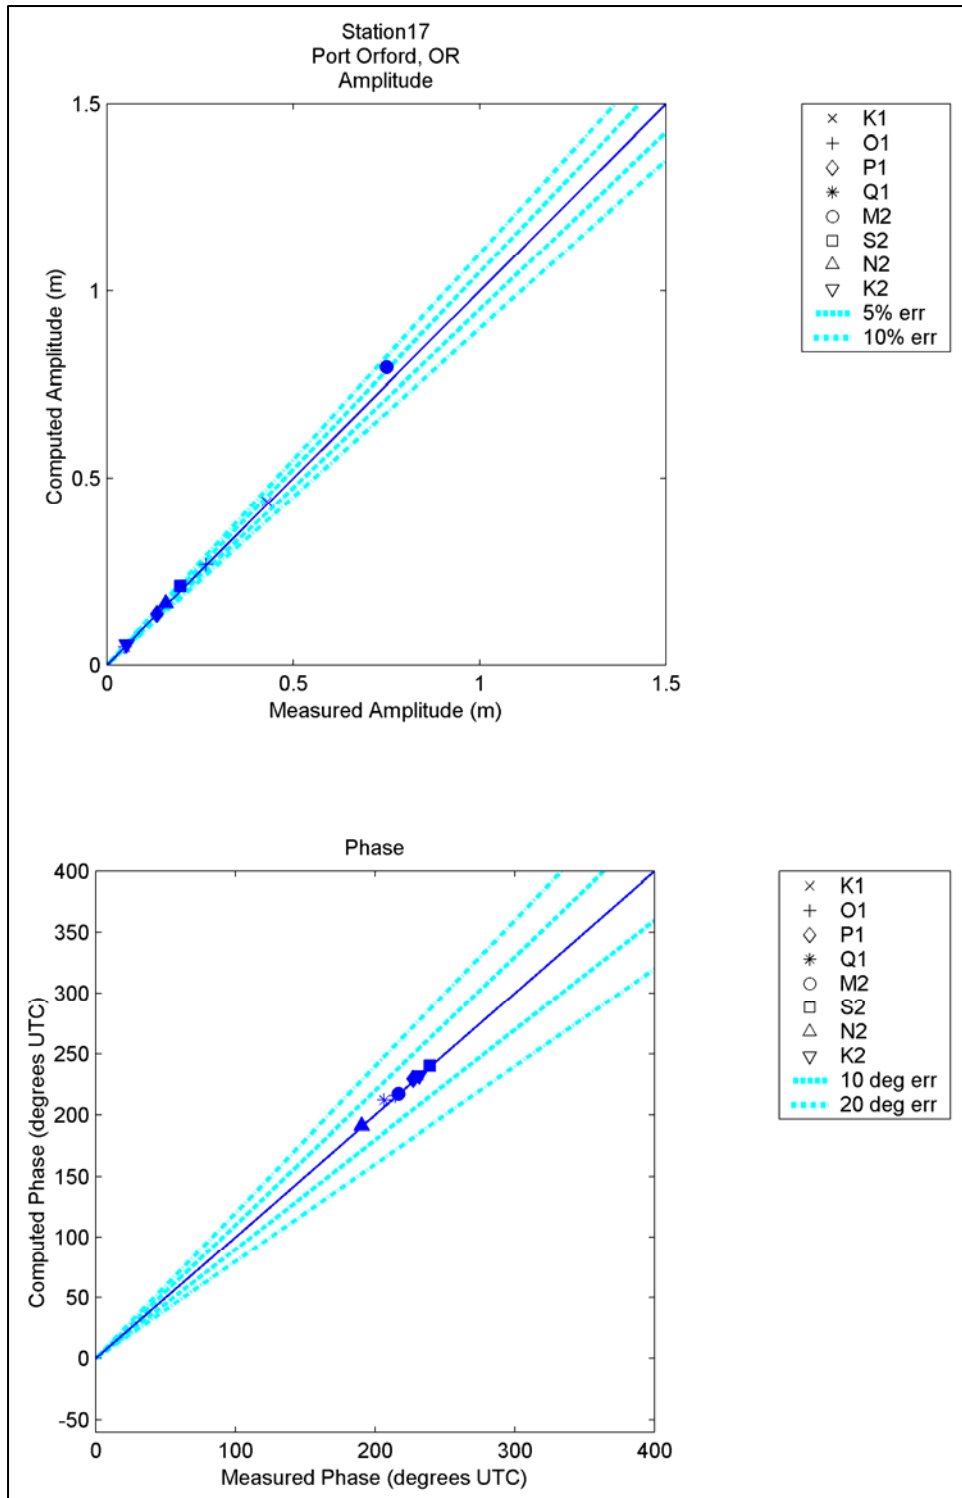 Station17
Port Orford, OR
Amplitude
1.5
1
0.5
0
0
0.5
1
1.5
Computed Amplitude (m)
Measured Amplitude (m)
K1
O1
P1
Q1
M2
S2
N2
K2
5% err
10% err
Phase
400
350
300
250
200
150
100
50
0
-50
0
100
200
300
400
Computed Phase (degrees UTC)
Measured Phase (degrees UTC)
K1
O1
P1
Q1
M2
S2
N2
K2
10 deg err
20 deg err